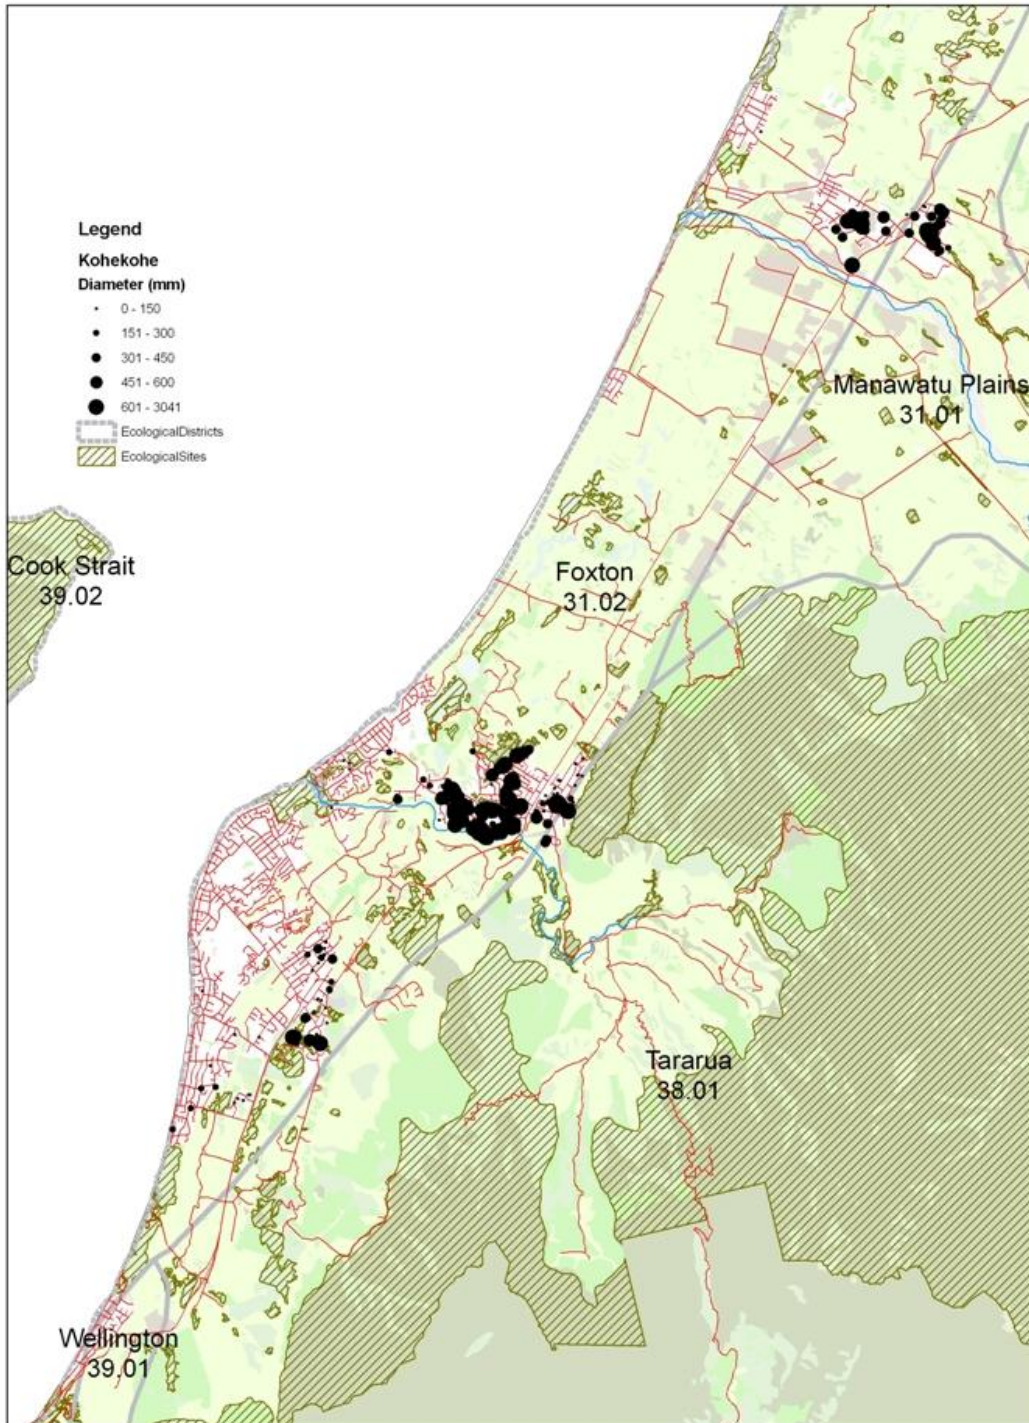 Legend
Kohekohe
Diameter (mm)
0 - 150
151 - 300
301 - 450
451 - 600
601 - 3041
EcologicalDistricts
EcologicalSites
Manawatu Plains
31.01
Cook Strait
39.02
Foxton
31.02
Tararua
38.01
Wellington
39.01